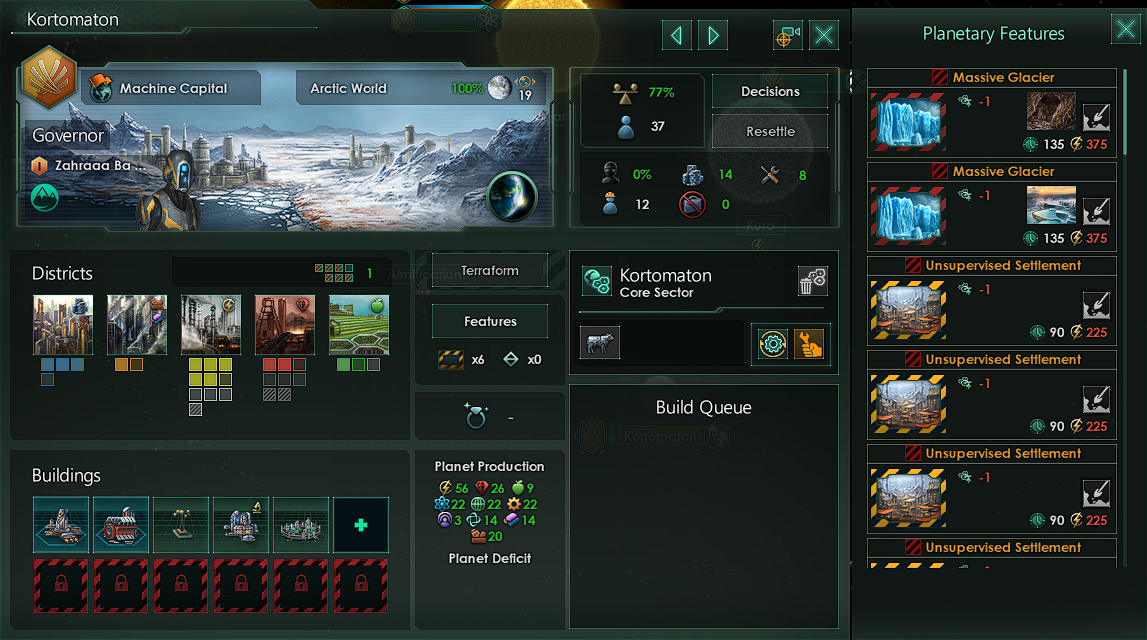 Kortomaton
Planetary Features
Machine Capital
Arctic World
100%
19
Governor
Zahraaa Ba ...
77%
37
Decisions
Resettle
0%
14
8
12
0
Massive Glacier
-1
135 375
Massive Glacier
-1
135 375
Unsupervised Settlement
-1
90 225
Unsupervised Settlement
-1
90 225
Unsupervised Settlement
-1
90 225
Unsupervised Settlement
Kuro
Districts
1
Terraform
Features
x6 x0
-
Kortomaton
Core Sector
Build Queue
Kortomaton
Buildings
Planet Production
56 26 9
22 22 22
3 14 14
20
Planet Deficit